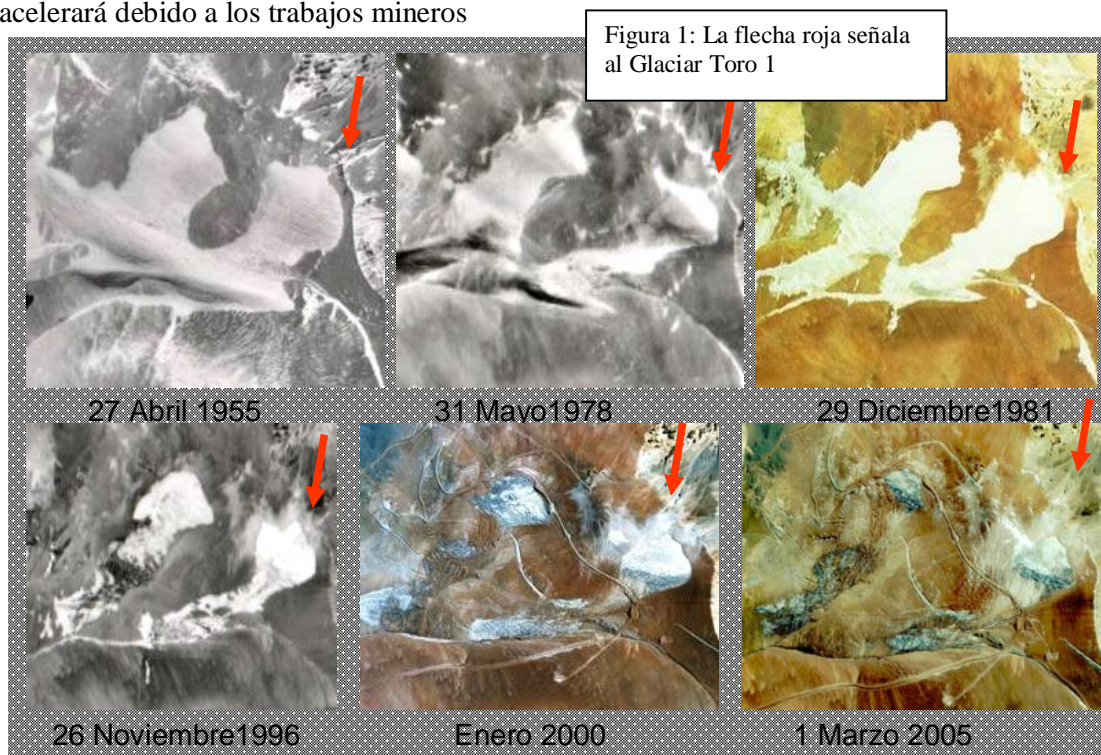 acelerará debido a los trabajos mineros
Figura 1: La flecha roja señala
al Glaciar Toro 1
27 Abril 1955
31 Mayo1978
29 Diciembre1981
26 Noviembre1996
Enero 2000
1 Marzo 2005